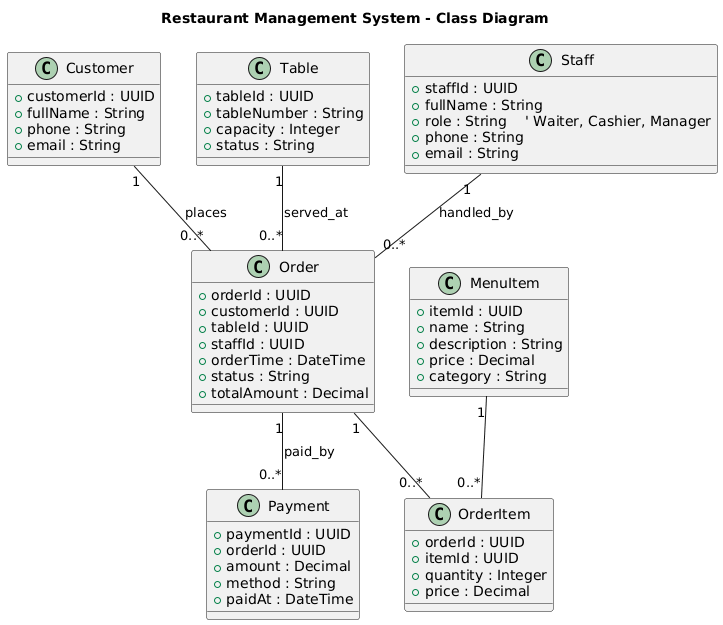 Restaurant Management System - Class Diagram
C Customer
customerId : UUID
fullName : String
phone : String
email : String
C Table
tableId : UUID
tableNumber : String
capacity : Integer
status : String
C Staff
staffId : UUID
fullName : String
role : String ' Waiter, Cashier, Manager
phone : String
email : String
1
places
0..*
1
served_at
0..*
1
handled_by
0..*
C Order
orderId : UUID
customerId : UUID
tableId : UUID
staffId : UUID
orderTime : DateTime
status : String
totalAmount : Decimal
C MenuItem
itemId : UUID
name : String
description : String
price : Decimal
category : String
1
paid_by
0..*
1
0..*
1
0..*
C Payment
paymentId : UUID
orderId : UUID
amount : Decimal
method : String
paidAt : DateTime
C OrderItem
orderId : UUID
itemId : UUID
quantity : Integer
price : Decimal